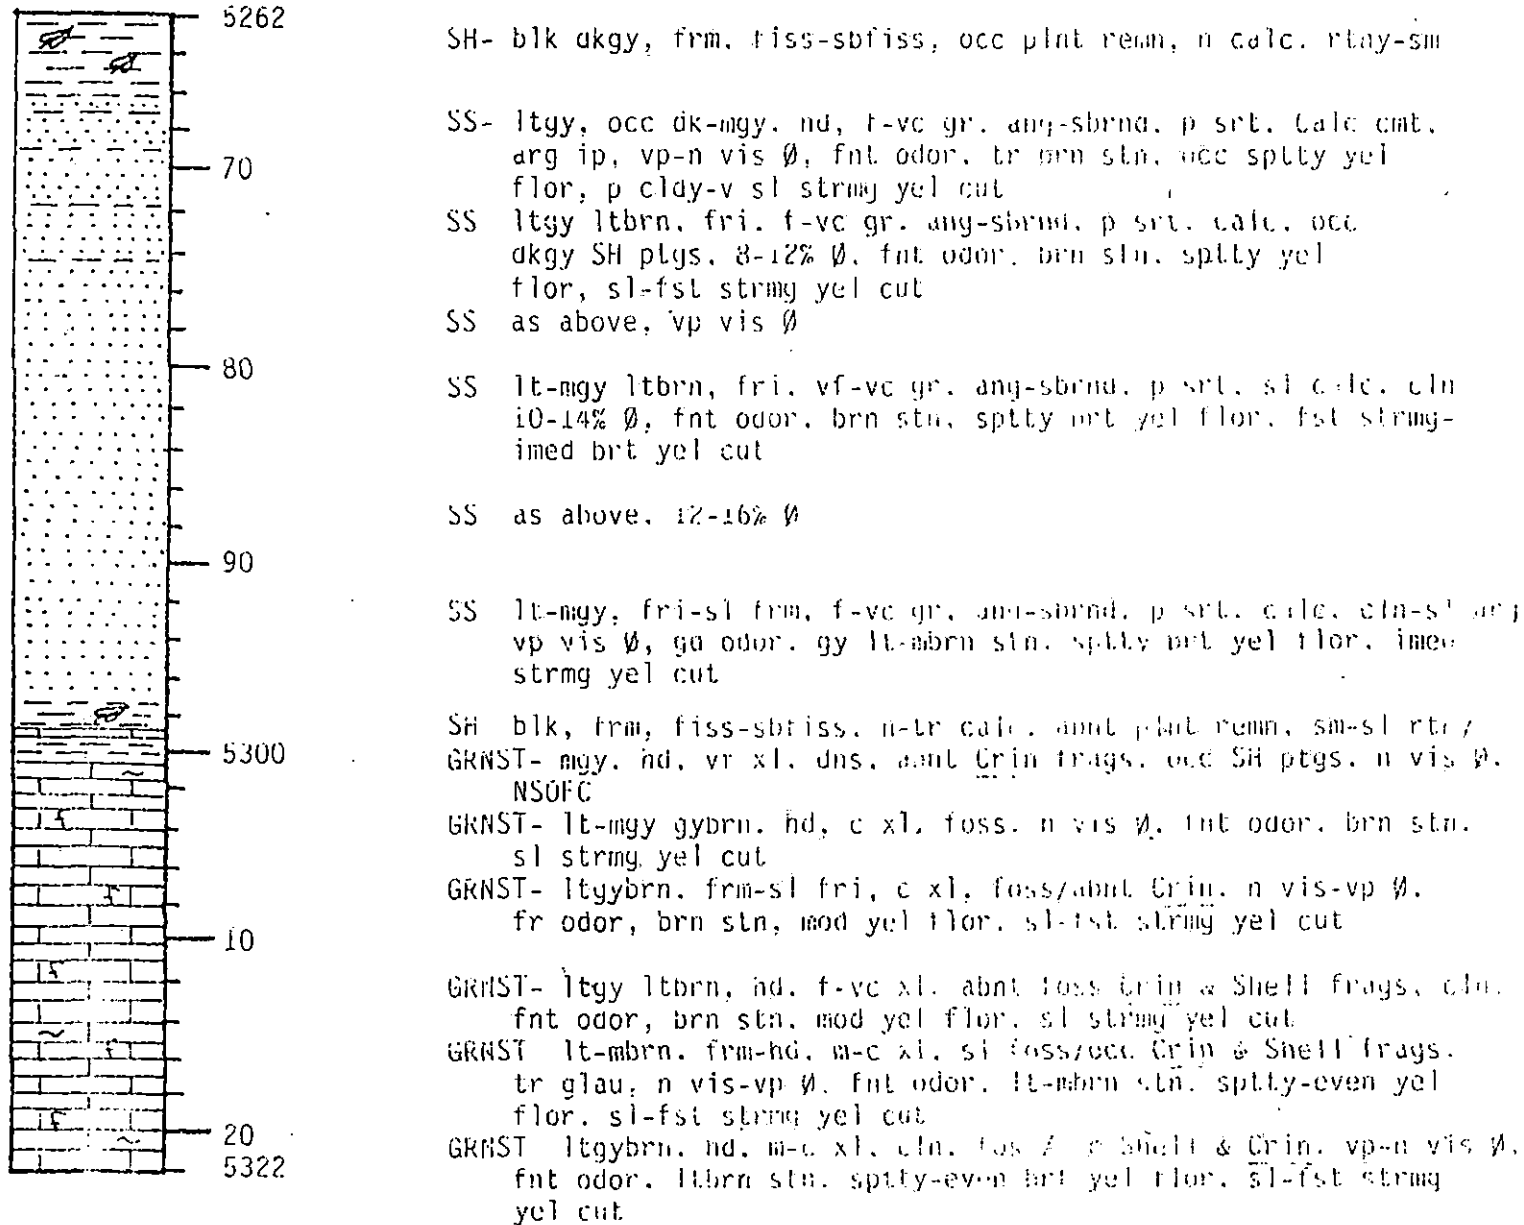 5262
SH- blk dkgy, frm, fiss-sbfiss, occ plnt remn, n calc. rthy-sm
SS- ltgy, occ dk-mgy. hd, f-vc gr. ang-sbrnd. p srt. Calc cmt.
arg ip, vp-n vis Ø, fnt odor. tr brn stn. occ sptty yel
70
flor, p cldy-v sl strmg yel cut
SS ltgy ltbrn, fri. f-vc gr. ang-sbrnd. p srt. calc. occ
dkgy SH ptgs. 8-12% Ø. fnt odor. brn stn. sptty yel
flor, sl-fst strmg yel cut
SS as above, vp vis Ø
80
SS lt-mgy ltbrn, fri. vf-vc gr. ang-sbrnd. p srt. sl calc. cln
10-14% Ø, fnt odor. brn stn. sptty brt yel flor. fst strmg-
imed brt yel cut
SS as above. 12-16% Ø
90
SS lt-mgy, fri-sl frm, f-vc gr, ang-sbrnd. p srt. calc. cln-sl arg
vp vis Ø, gd odor. gy lt-mbrn stn. sptty brt yel flor. imed
strmg yel cut
SH blk, frm, fiss-sbfiss. n-tr calc. abnt plnt remn, sm-sl rthy
5300
GRNST- mgy. hd, vr xl. dns. abnt Crin frags. occ SH ptgs. n vis Ø.
NSOFC
GRNST- lt-mgy gybrn. hd, c xl. foss. n vis Ø. fnt odor. brn stn.
sl strmg yel cut
GRNST- ltgybrn. frm-sl fri, c xl. foss/abnt Crin. n vis-vp Ø.
fr odor, brn stn, mod yel flor. sl-fst strmg yel cut
10
GRNST- ltgy ltbrn, hd. f-vc xl. abnt foss Crin & Shell frags, cln.
fnt odor, brn stn. mod yel flor. sl strmg yel cut
GRNST lt-mbrn. frm-hd. m-c xl. sl foss/occ Crin & Shell frags.
tr glau, n vis-vp Ø. fnt odor. lt-mbrn stn. sptty-even yel
flor. sl-fst strmg yel cut
20
GRNST ltgybrn. hd. m-c xl. cln. Shell & Crin. vp-n vis Ø.
5322
fnt odor. ltbrn stn. sptty-even brt yel flor. sl-fst strmg
yel cut